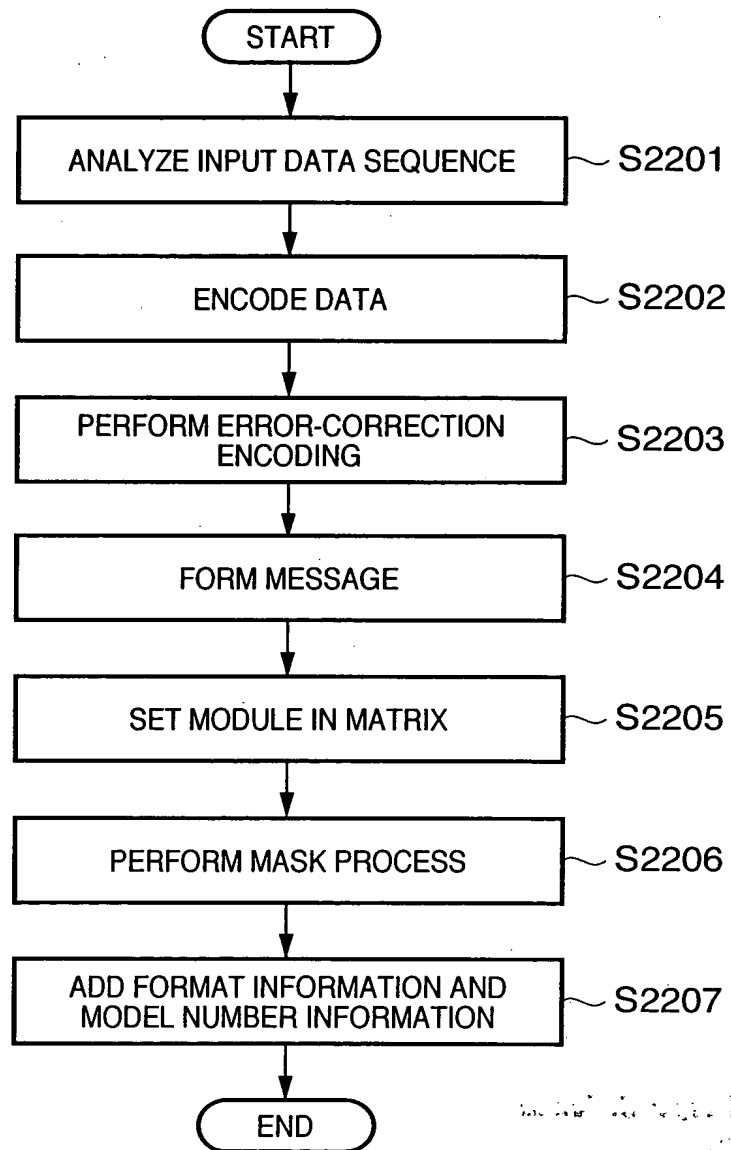 START
ANALYZE INPUT DATA SEQUENCE
S2201
ENCODE DATA
S2202
PERFORM ERROR-CORRECTION
ENCODING
S2203
FORM MESSAGE
S2204
SET MODULE IN MATRIX
S2205
PERFORM MASK PROCESS
S2206
ADD FORMAT INFORMATION AND
MODEL NUMBER INFORMATION
S2207
END